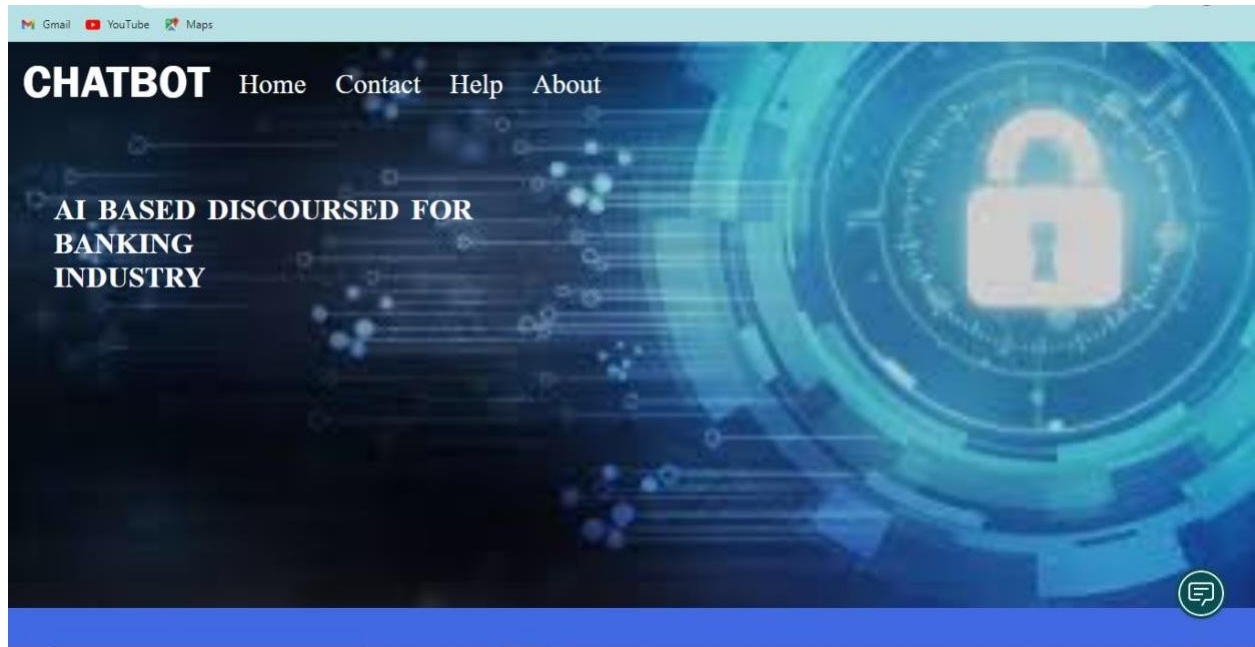 Gmail YouTube Maps
CHATBOT Home Contact Help About
AI BASED DISCOURSED FOR
BANKING
INDUSTRY